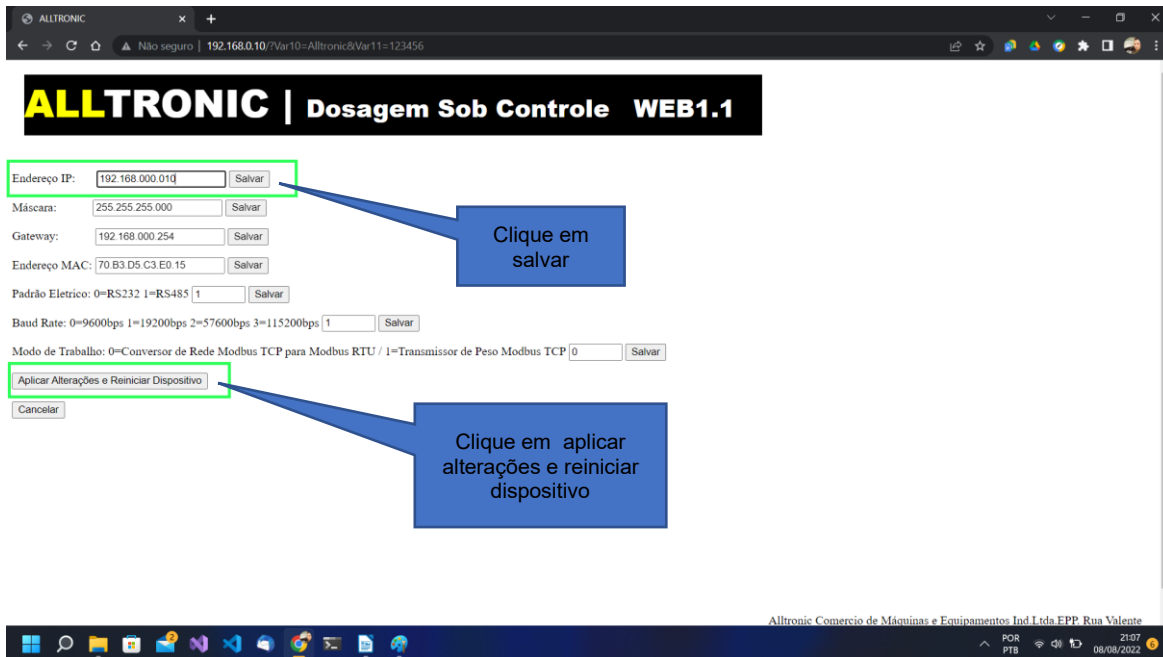 ALLTRONIC
Não seguro | 192.168.0.10/?Var10=Alltronic&Var11=123456
ALLTRONIC | Dosagem Sob Controle WEB1.1
Endereço IP: 192.168.000.010 Salvar
Máscara: 255.255.255.000 Salvar
Gateway: 192.168.000.254 Salvar
Endereço MAC: 70.B3.D5.C3.E0.15 Salvar
Padrão Eletrico: 0=RS232 1=RS485 1 Salvar
Baud Rate: 0=9600bps 1=19200bps 2=57600bps 3=115200bps 1 Salvar
Modo de Trabalho: 0=Conversor de Rede Modbus TCP para Modbus RTU / 1=Transmissor de Peso Modbus TCP 0 Salvar
Aplicar Alterações e Reiniciar Dispositivo
Cancelar
Clique em
salvar
Clique em aplicar
alterações e reiniciar
dispositivo
Alltronic Comercio de Máquinas e Equipamentos Ind.Ltda.EPP. Rua Valente
2
POR
PTB
21:07
08/08/2022
6